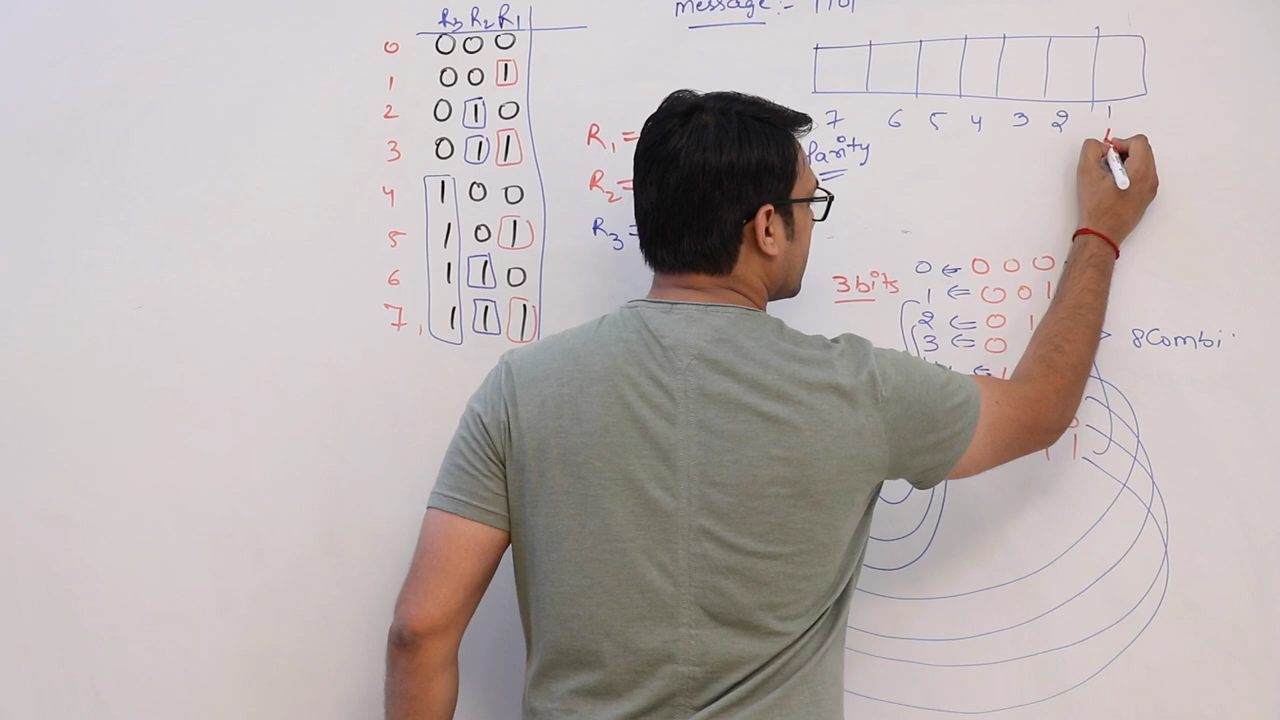 Message:- 1101
R3 R2 R1
0 0 0 0
1 0 0 1
2 0 1 0
3 0 1 1
4 1 0 0
5 1 0 1
6 1 1 0
7, 1 1 1
R1 =
R2 =
R3 =
7 6 5 4 3 2 1
Parity
3 bits
0 ← 0 0 0
1 ⇐ 0 0 1
2 ⇐ 0 1
3 ⇐ 0
8 Combi